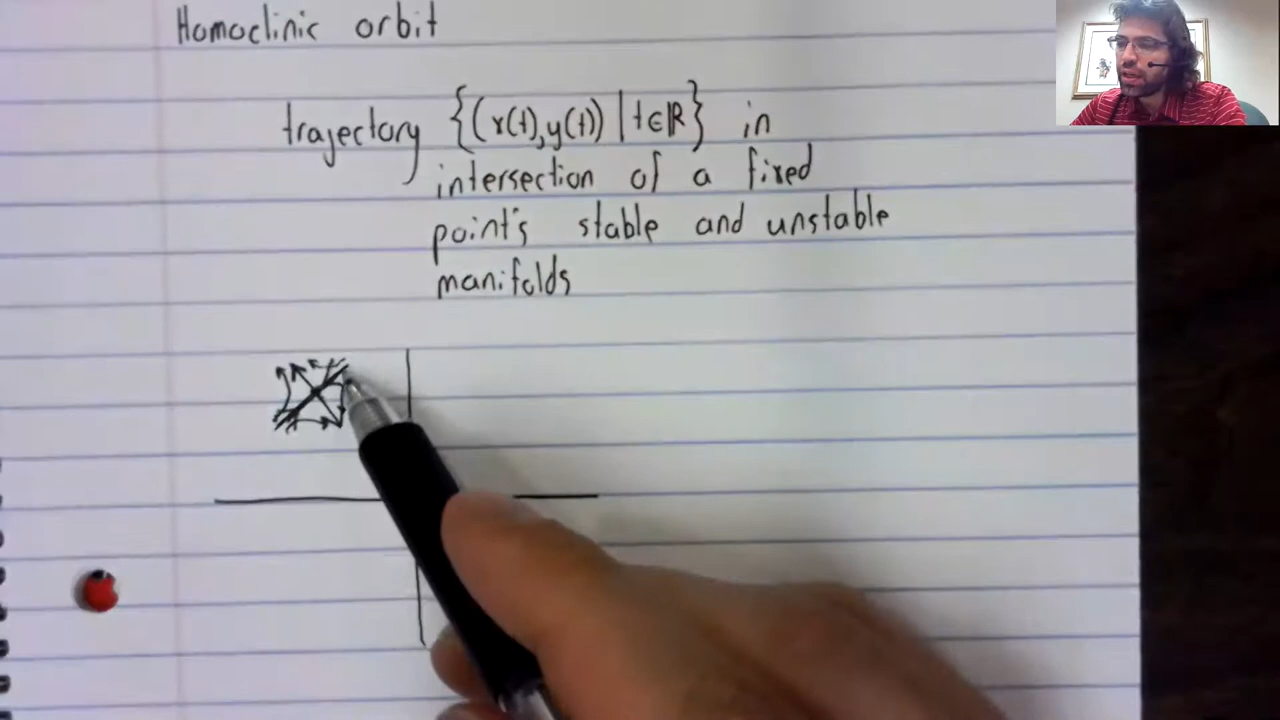 Homoclinic orbit
trajectory {(x(t),y(t)) | t∈ℝ} in
intersection of a fixed
point's stable and unstable
manifolds